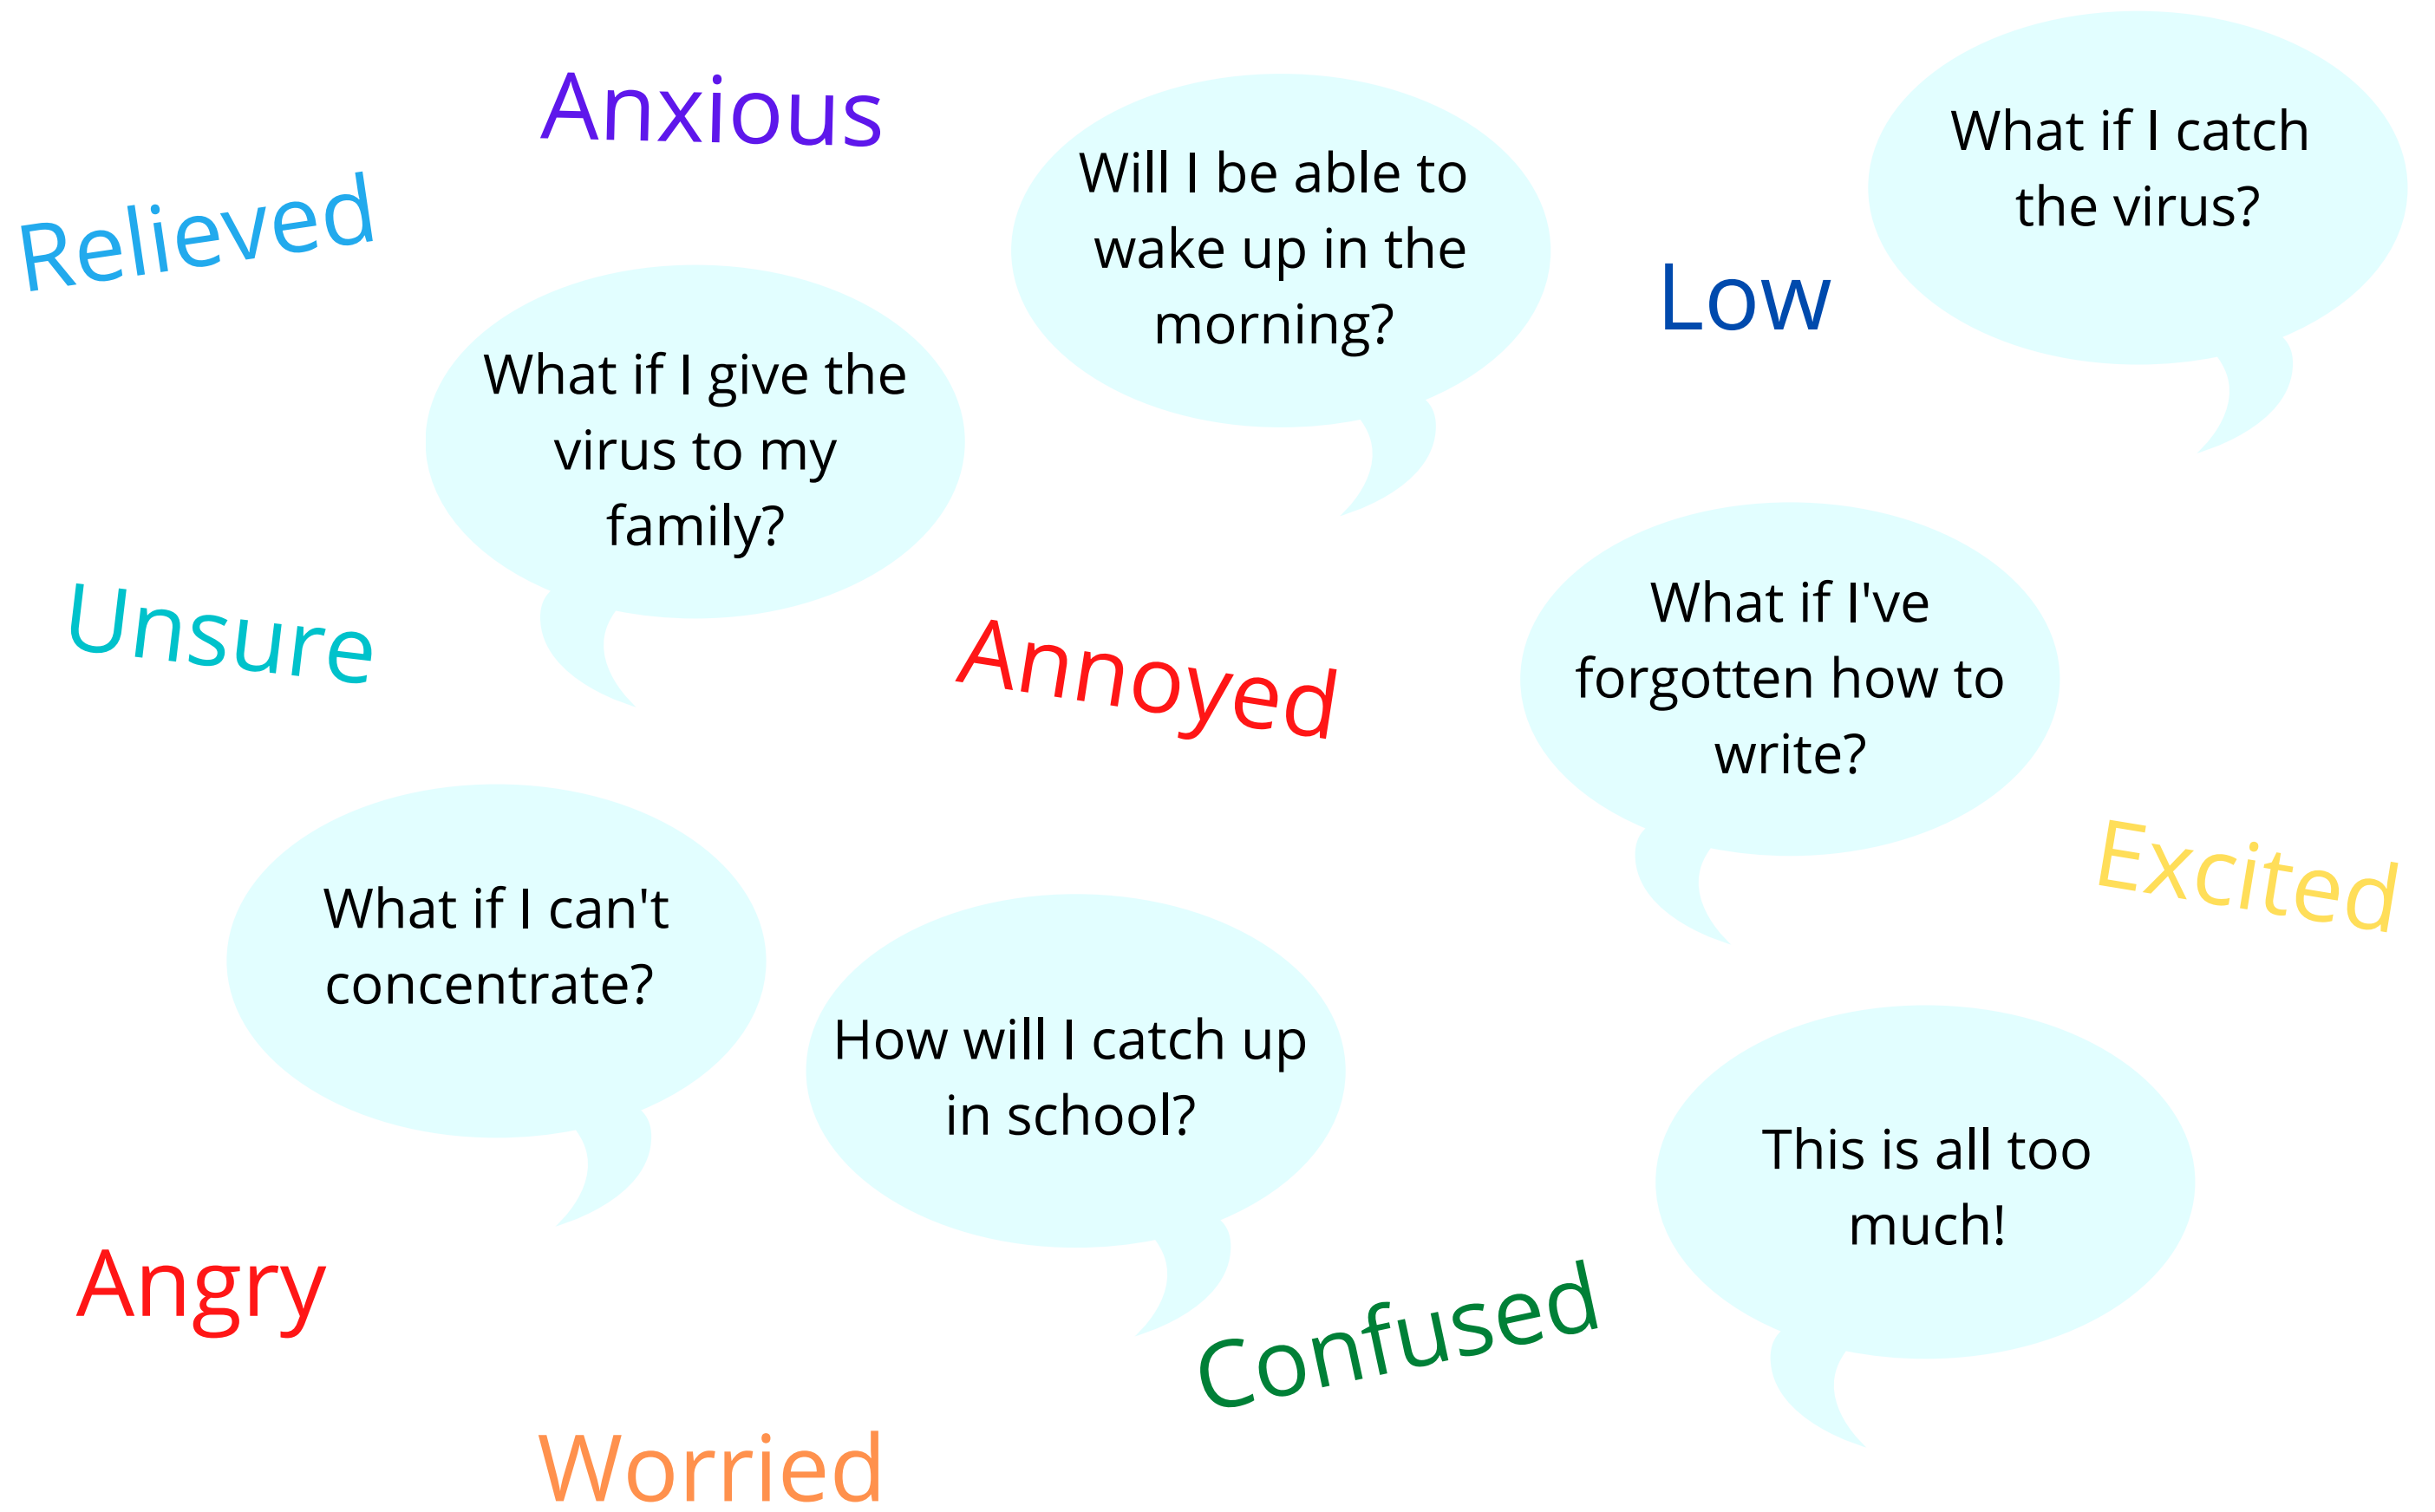 Anxious
Relieved
Will I be able to
wake up in the
morning?
What if I catch
the virus?
Low
What if I give the
virus to my
family?
Unsure
Annoyed
What if I've
forgotten how to
write?
Excited
What if I can't
concentrate?
How will I catch up
in school?
This is all too
much!
Angry
Confused
Worried